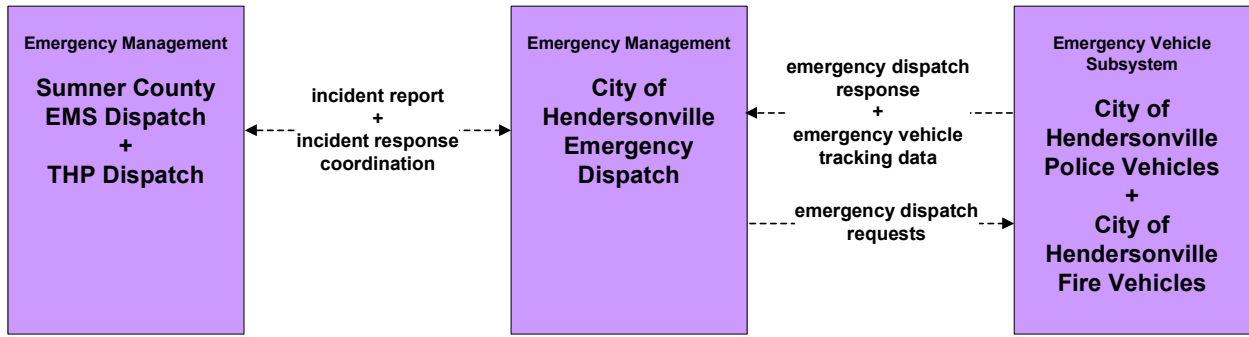 Emergency Management
Sumner County
EMS Dispatch
+
THP Dispatch
incident report
+
incident response
coordination
Emergency Management
City of
Hendersonville
Emergency
Dispatch
emergency dispatch
response
+
emergency vehicle
tracking data
emergency dispatch
requests
Emergency Vehicle
Subsystem
City of
Hendersonville
Police Vehicles
+
City of
Hendersonville
Fire Vehicles